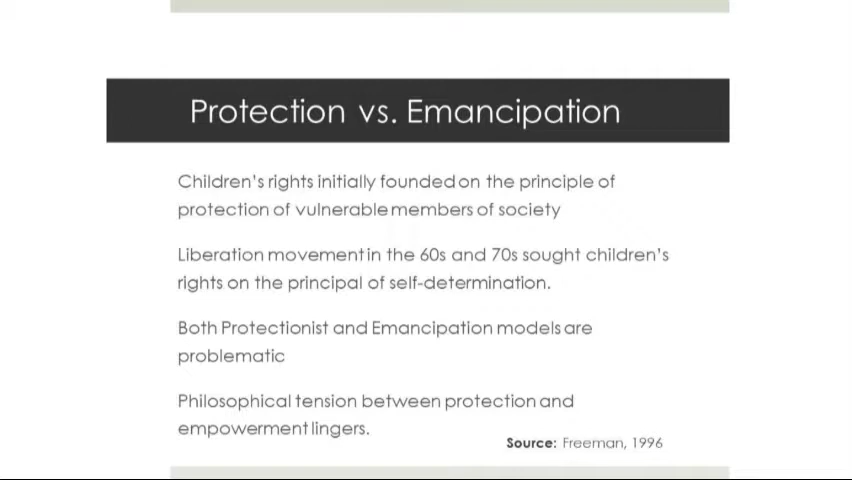 Protection vs. Emancipation
Children's rights initially founded on the principle of
protection of vulnerable members of society
Liberation movement in the 60s and 70s sought children's
rights on the principal of self-determination.
Both Protectionist and Emancipation models are
problematic
Philosophical tension between protection and
empowerment lingers.
Source: Freeman, 1996